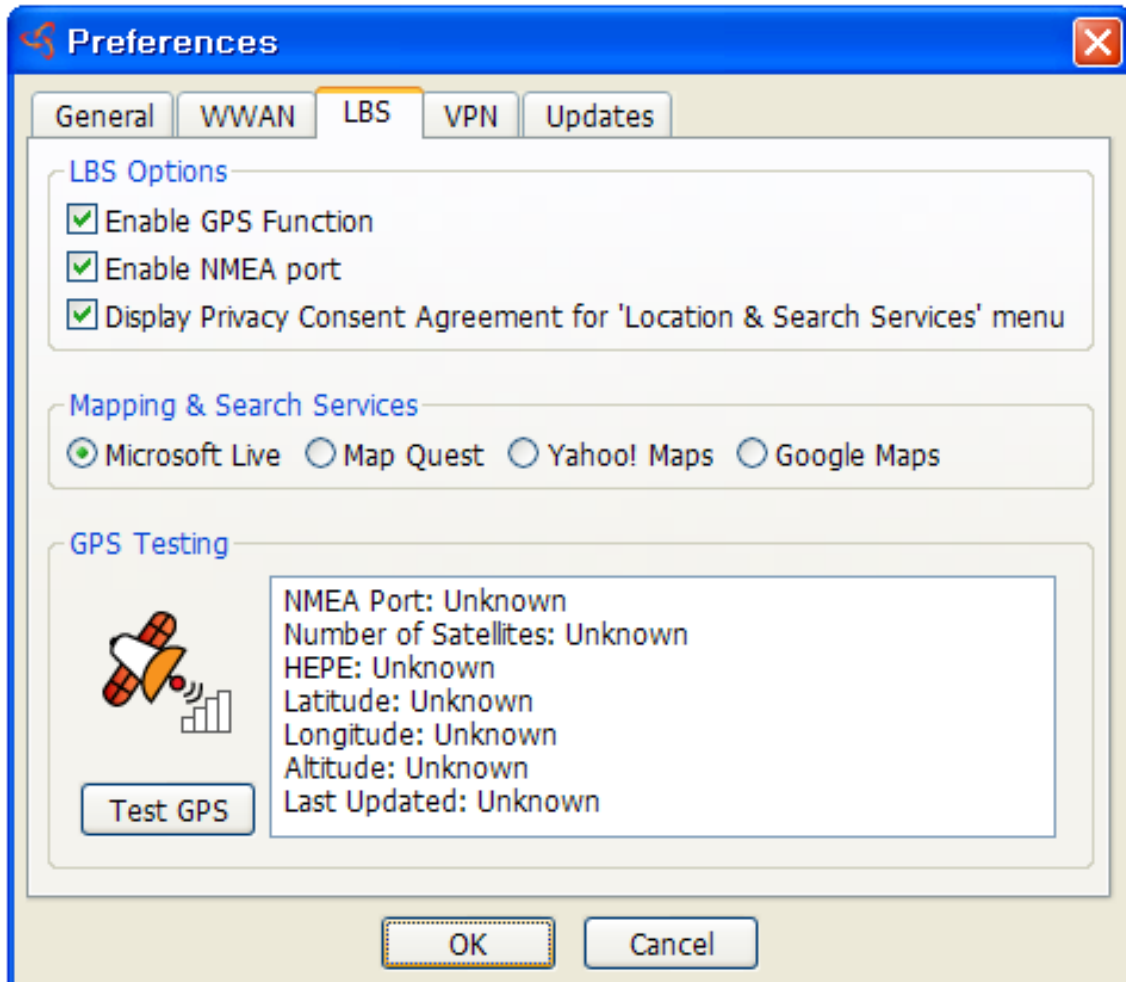 Preferences
General WWAN LBS VPN Updates
LBS Options
Enable GPS Function
Enable NMEA port
Display Privacy Consent Agreement for 'Location & Search Services' menu
Mapping & Search Services
Microsoft Live Map Quest Yahoo! Maps Google Maps
GPS Testing
NMEA Port: Unknown
Number of Satellites: Unknown
HEPE: Unknown
Latitude: Unknown
Longitude: Unknown
Altitude: Unknown
Last Updated: Unknown
Test GPS
OK Cancel